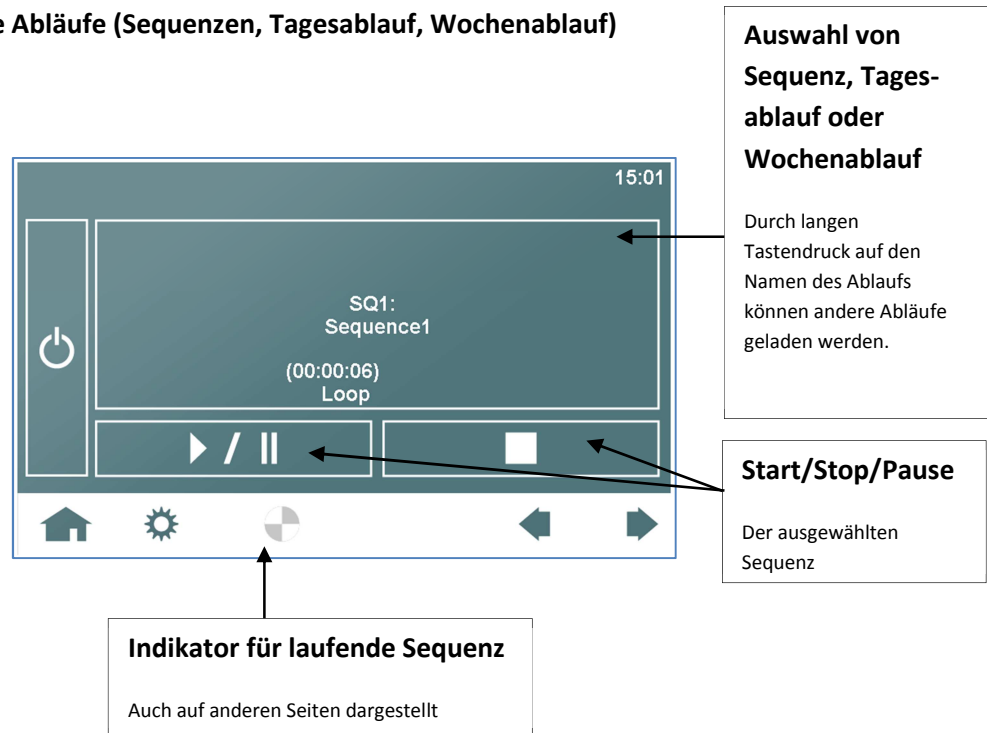 e Abläufe (Sequenzen, Tagesablauf, Wochenablauf)
Auswahl von
Sequenz, Tages-
ablauf oder
Wochenablauf
Durch langen
Tastendruck auf den
Namen des Ablaufs
können andere Abläufe
geladen werden.
15:01
SQ1:
Sequence1
(00:00:06)
Loop
Start/Stop/Pause
Der ausgewählten
Sequenz
Indikator für laufende Sequenz
Auch auf anderen Seiten dargestellt